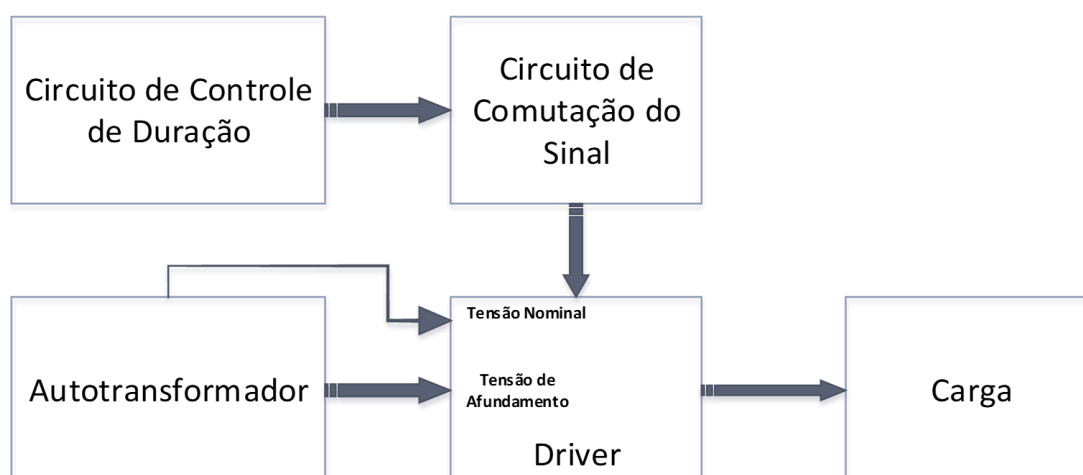 Circuito de Controle
de Duração
Circuito de
Comutação do
Sinal
Autotransformador
Tensão Nominal
Tensão de
Afundamento
Driver
Carga